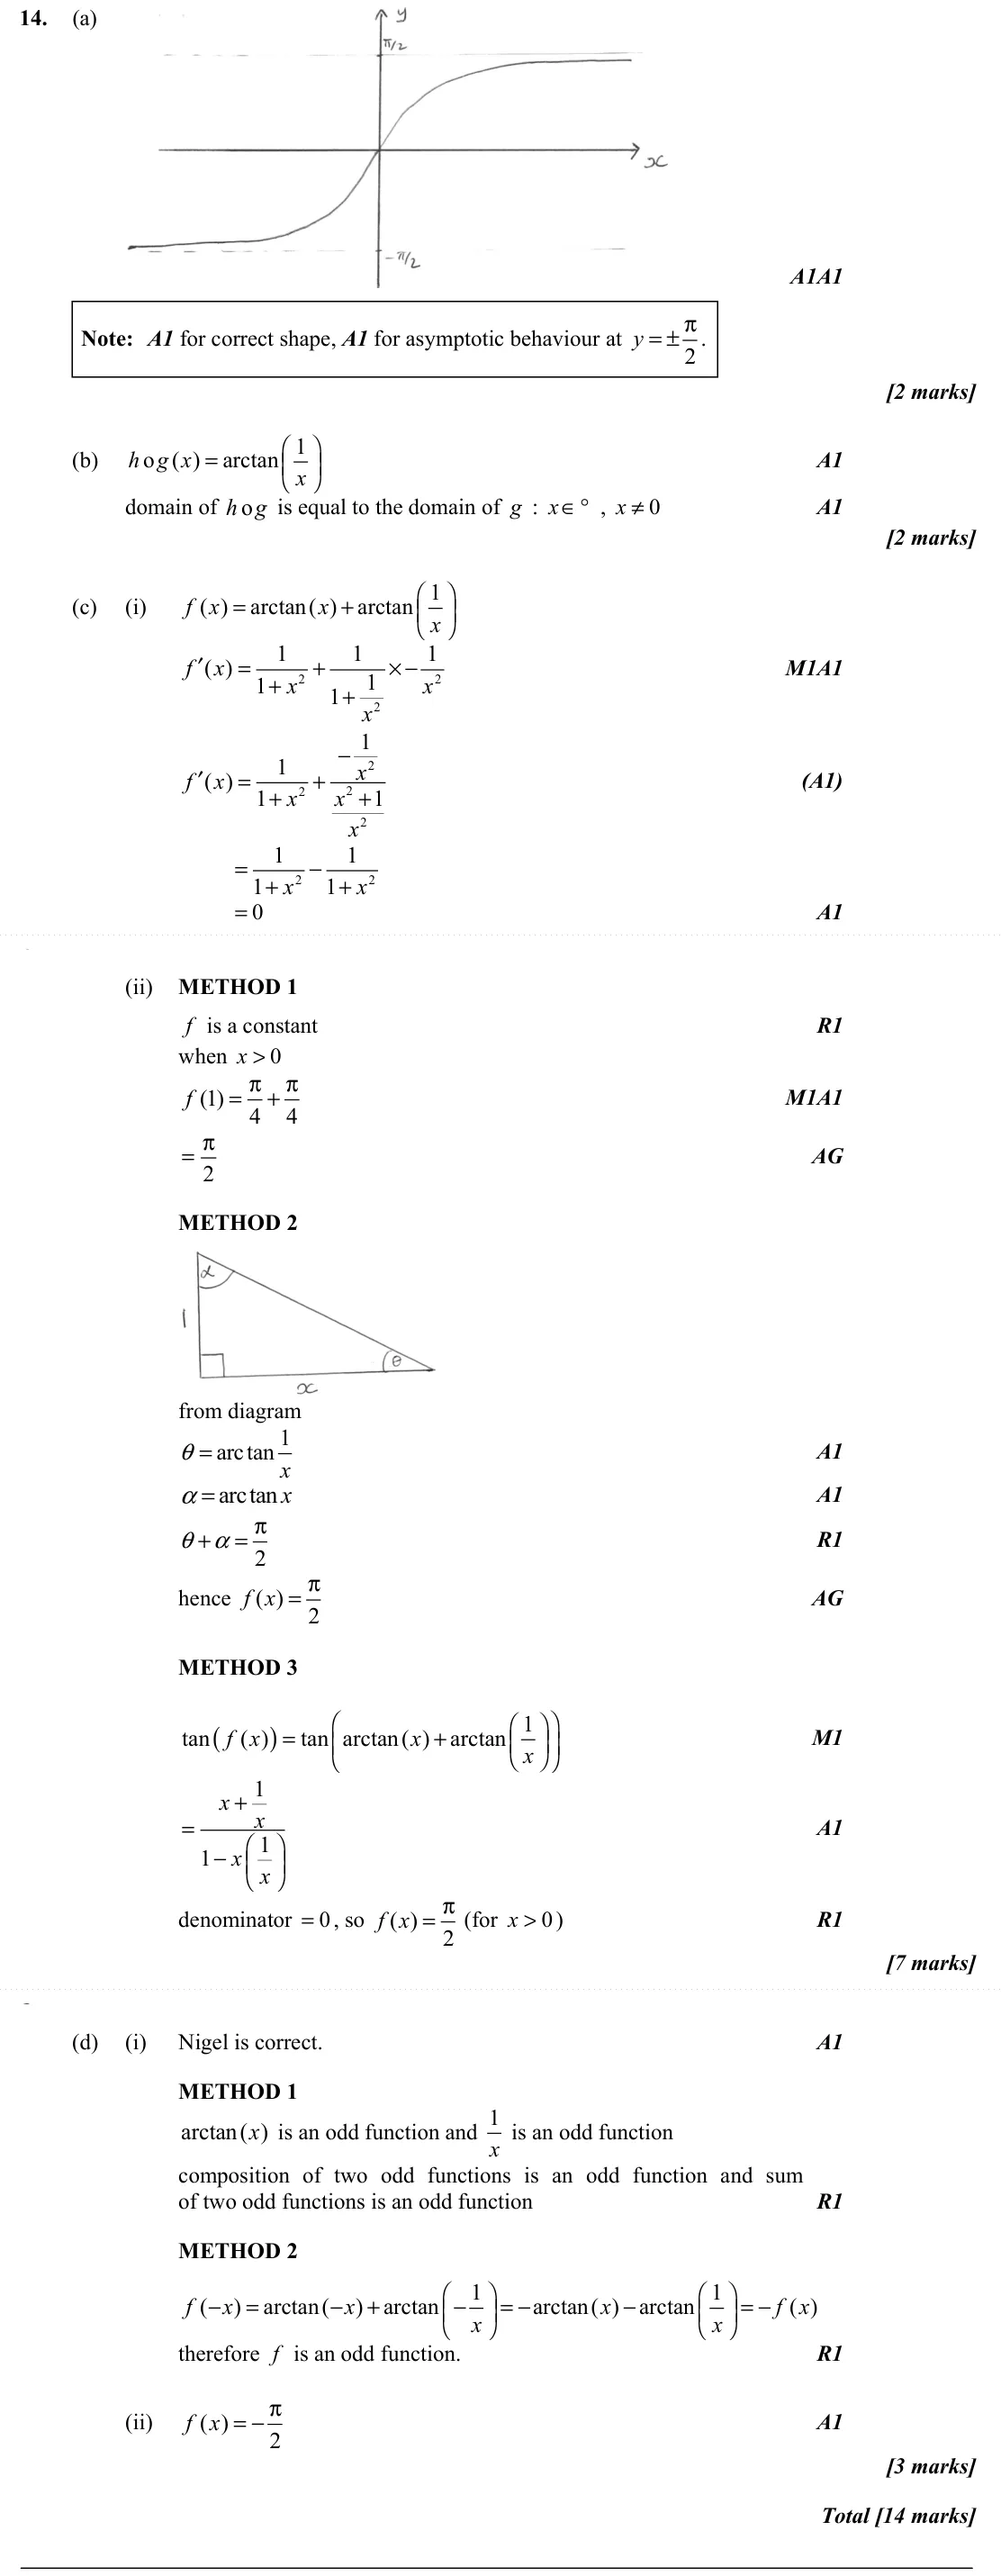 14. (a)
y
π/2
x
-π/2
A1A1
Note: A1 for correct shape, A1 for asymptotic behaviour at y = ± π/2 .
[2 marks]
(b) h o g(x) = arctan(1/x) A1
domain of h o g is equal to the domain of g : x ∈ ° , x ≠ 0 A1
[2 marks]
(c) (i) f(x) = arctan(x) + arctan(1/x)
f′(x) = 1/(1+x²) + 1/(1+1/x²) × −1/x² M1A1
f′(x) = 1/(1+x²) + (−1/x²)/((x²+1)/x²) (A1)
= 1/(1+x²) − 1/(1+x²)
= 0 A1
(ii) METHOD 1
f is a constant R1
when x > 0
f(1) = π/4 + π/4 M1A1
= π/2 AG
METHOD 2
α
1
θ
x
from diagram
θ = arc tan 1/x A1
α = arc tan x A1
θ + α = π/2 R1
hence f(x) = π/2 AG
METHOD 3
tan(f(x)) = tan(arctan(x) + arctan(1/x)) M1
= (x + 1/x)/(1 − x(1/x)) A1
denominator = 0, so f(x) = π/2 (for x > 0) R1
[7 marks]
(d) (i) Nigel is correct. A1
METHOD 1
arctan(x) is an odd function and 1/x is an odd function
composition of two odd functions is an odd function and sum
of two odd functions is an odd function R1
METHOD 2
f(−x) = arctan(−x) + arctan(−1/x) = −arctan(x) − arctan(1/x) = −f(x)
therefore f is an odd function. R1
(ii) f(x) = −π/2 A1
[3 marks]
Total [14 marks]